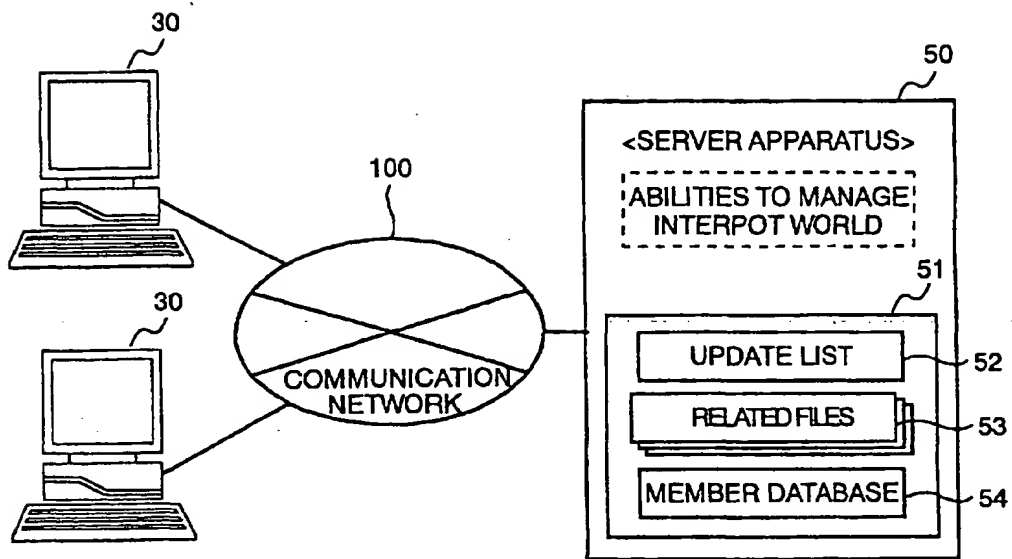 30
50
<SERVER APPARATUS>
100
ABILITIES TO MANAGE
INTERPOT WORLD
30
51
UPDATE LIST
52
COMMUNICATION
NETWORK
RELATED FILES
53
MEMBER DATABASE
54